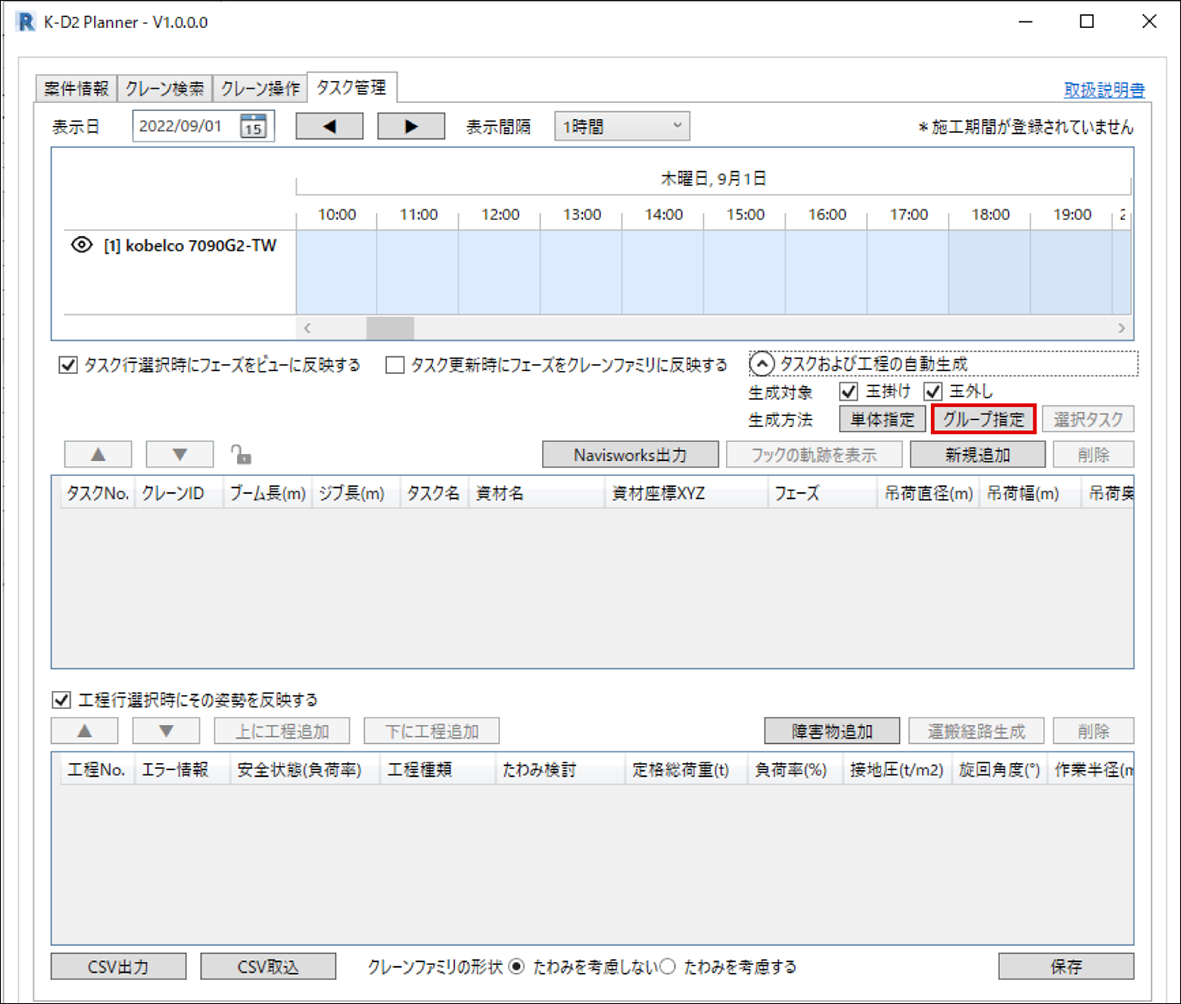 K-D2 Planner - V1.0.0.0
案件情報 クレーン検索 クレーン操作 タスク管理 取扱説明書
表示日 2022/09/01 15 ◀ ▶ 表示間隔 1時間 *施工期間が登録されていません
木曜日, 9月1日
10:00 11:00 12:00 13:00 14:00 15:00 16:00 17:00 18:00 19:00 2
[1] kobelco 7090G2-TW
タスク行選択時にフェーズをビューに反映する タスク更新時にフェーズをクレーンファミリに反映する タスクおよび工程の自動生成
生成対象 玉掛け 玉外し
生成方法 単体指定 グループ指定 選択タスク
▲ ▼ Navisworks出力 フックの軌跡を表示 新規追加 削除
タスクNo. クレーンID ブーム長(m) ジブ長(m) タスク名 資材名 資材座標XYZ フェーズ 吊荷直径(m) 吊荷幅(m) 吊荷奥
工程行選択時にその姿勢を反映する
▲ ▼ 上に工程追加 下に工程追加 障害物追加 運搬経路生成 削除
工程No. エラー情報 安全状態(負荷率) 工程種類 たわみ検討 定格総荷重(t) 負荷率(%) 接地圧(t/m2) 旋回角度(°) 作業半径(m
CSV出力 CSV取込 クレーンファミリの形状 たわみを考慮しない たわみを考慮する 保存